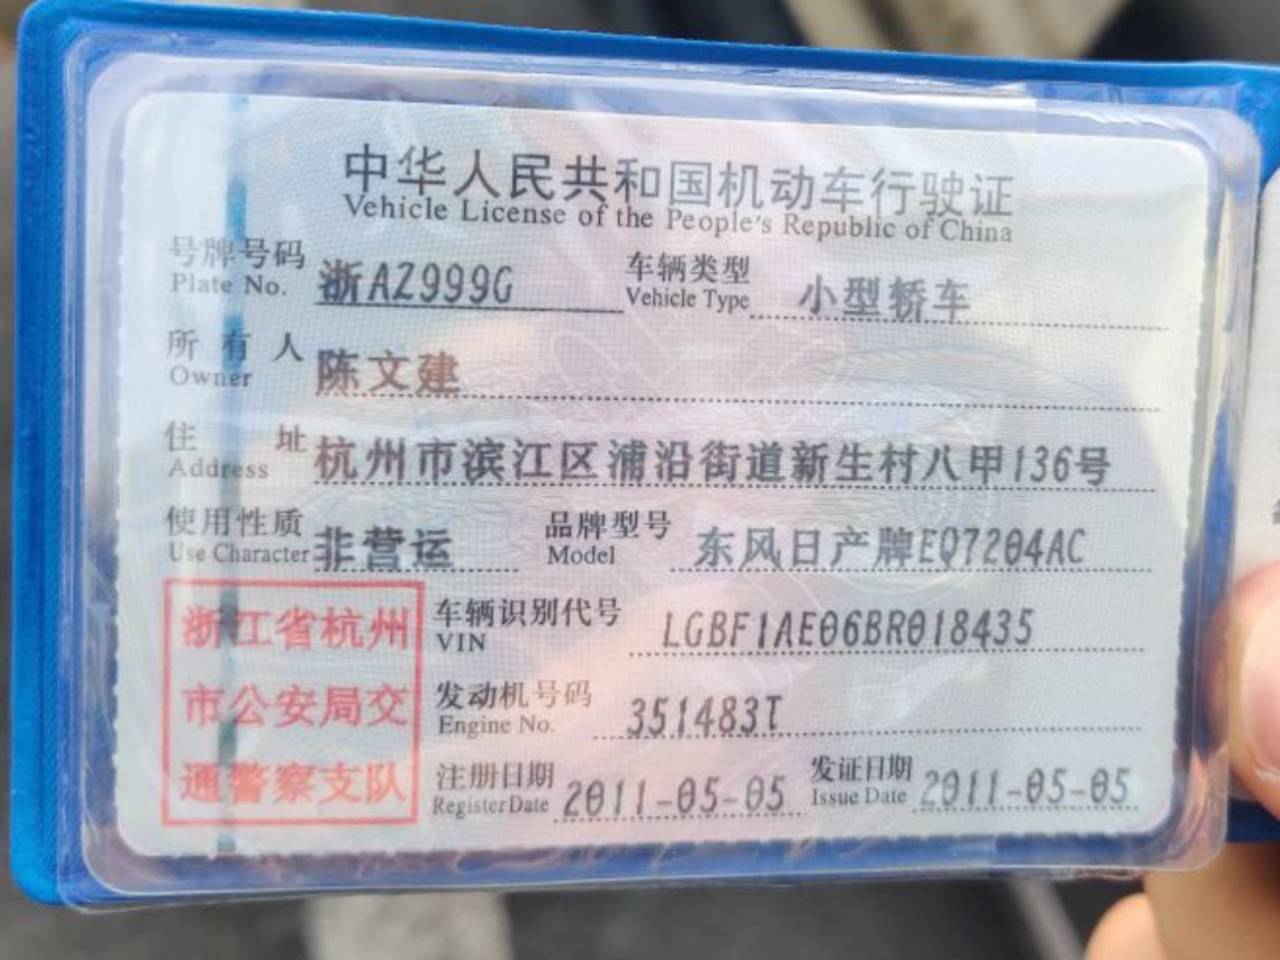 中华人民共和国机动车行驶证
Vehicle License of the People's Republic of China
号牌号码 浙AZ999G 车辆类型 小型轿车
Plate No. Vehicle Type
所有人 陈文建
Owner
住址 杭州市滨江区浦沿街道新生村八甲136号
Address
使用性质 非营运 品牌型号 东风日产牌EQ7204AC
Use Character Model
浙江省杭州
市公安局交
通警察支队
车辆识别代号 LGBF1AE06BR018435
VIN
发动机号码 351483T
Engine No.
注册日期 2011-05-05 发证日期 2011-05-05
Register Date Issue Date